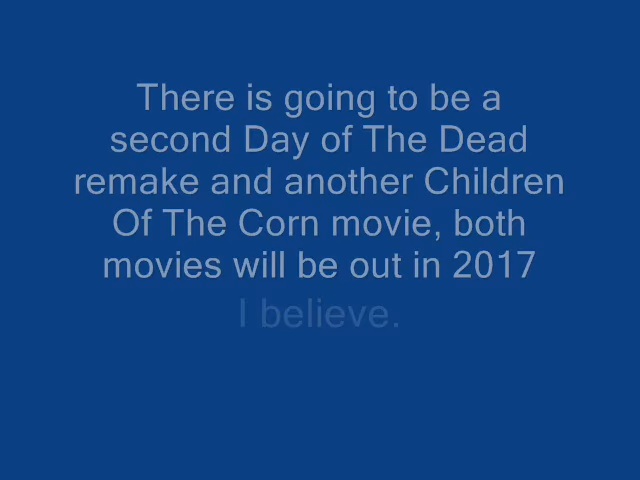 There is going to be a
second Day of The Dead
remake and another Children
Of The Corn movie, both
movies will be out in 2017
I believe.